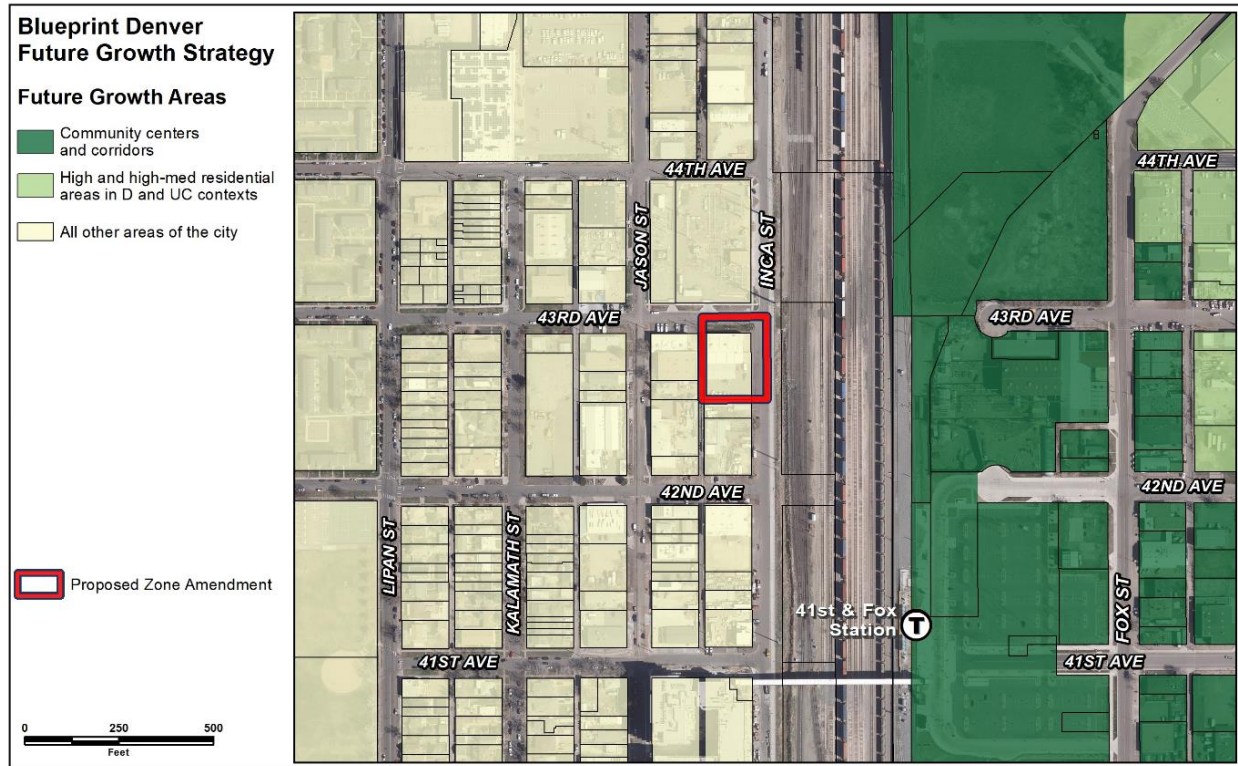 Blueprint Denver
Future Growth Strategy
Future Growth Areas
Community centers
and corridors
High and high-med residential
areas in D and UC contexts
All other areas of the city
Proposed Zone Amendment
0 250 500
Feet
44TH AVE
44TH AVE
JASON ST
INCA ST
43RD AVE
43RD AVE
42ND AVE
42ND AVE
LIPAN ST
KALAMATH ST
41st & Fox
Station
T
FOX ST
41ST AVE
41ST AVE